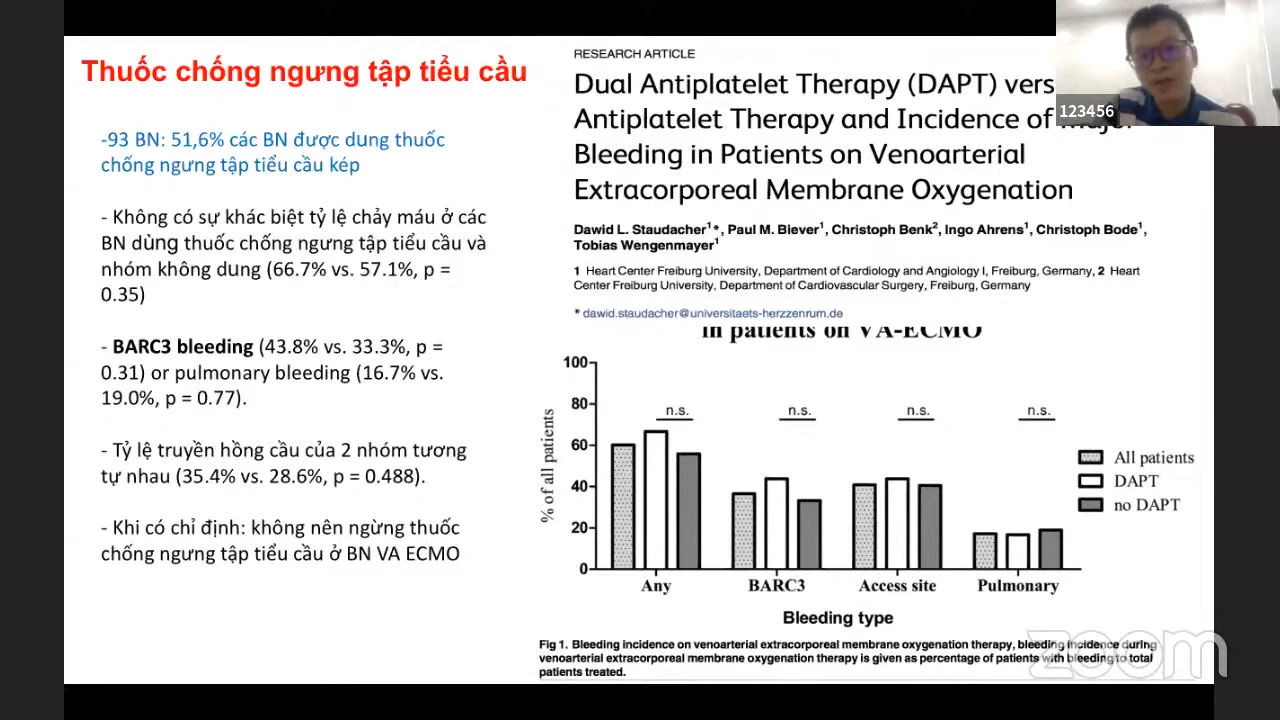 Thuốc chống ngưng tập tiểu cầu
-93 BN: 51,6% các BN được dung thuốc
chống ngưng tập tiểu cầu kép
- Không có sự khác biệt tỷ lệ chảy máu ở các
BN dùng thuốc chống ngưng tập tiểu cầu và
nhóm không dung (66.7% vs. 57.1%, p =
0.35)
- BARC3 bleeding (43.8% vs. 33.3%, p =
0.31) or pulmonary bleeding (16.7% vs.
19.0%, p = 0.77).
- Tỷ lệ truyền hồng cầu của 2 nhóm tương
tự nhau (35.4% vs. 28.6%, p = 0.488).
- Khi có chỉ định: không nên ngừng thuốc
chống ngưng tập tiểu cầu ở BN VA ECMO
RESEARCH ARTICLE
Dual Antiplatelet Therapy (DAPT) vers
Antiplatelet Therapy and Incidence of Major
Bleeding in Patients on Venoarterial
Extracorporeal Membrane Oxygenation
Dawid L. Staudacher1*, Paul M. Biever1, Christoph Benk2, Ingo Ahrens1, Christoph Bode1,
Tobias Wengenmayer1
1 Heart Center Freiburg University, Department of Cardiology and Angiology I, Freiburg, Germany, 2 Heart
Center Freiburg University, Department of Cardiovascular Surgery, Freiburg, Germany
* dawid.staudacher@universitaets-herzzenrum.de
in patients on VA-ECMO
% of all patients
100
80
60
40
20
0
n.s. n.s. n.s. n.s.
All patients
DAPT
no DAPT
Any BARC3 Access site Pulmonary
Bleeding type
Fig 1. Bleeding incidence on venoarterial extracorporeal membrane oxygenation therapy, bleeding incidence during
venoarterial extracorporeal membrane oxygenation therapy is given as percentage of patients with bleeding to total
patients treated.
123456
zoom